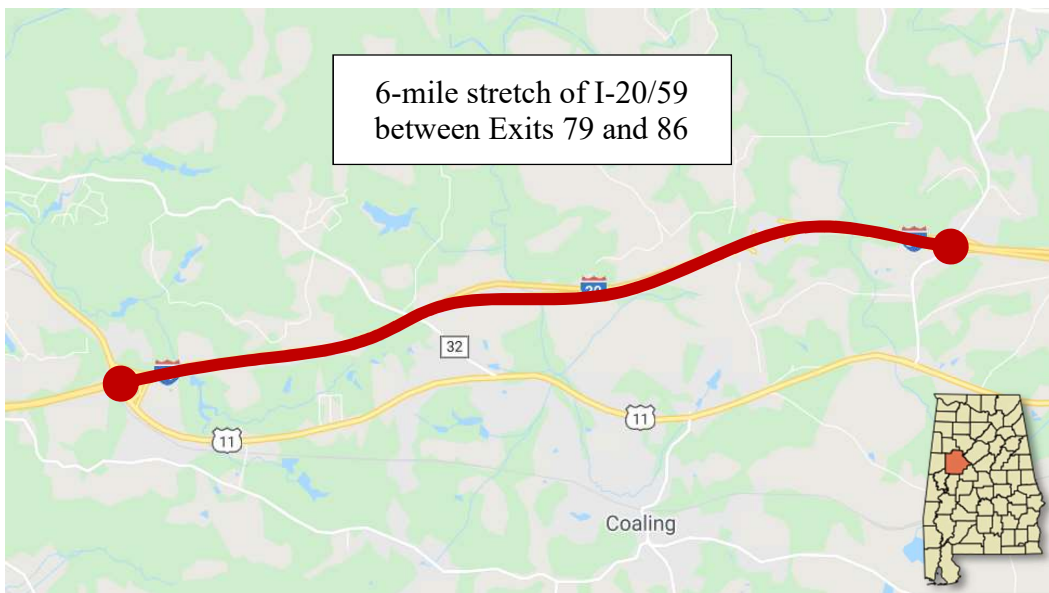 6-mile stretch of I-20/59
between Exits 79 and 86
20
32
11
11
Coaling